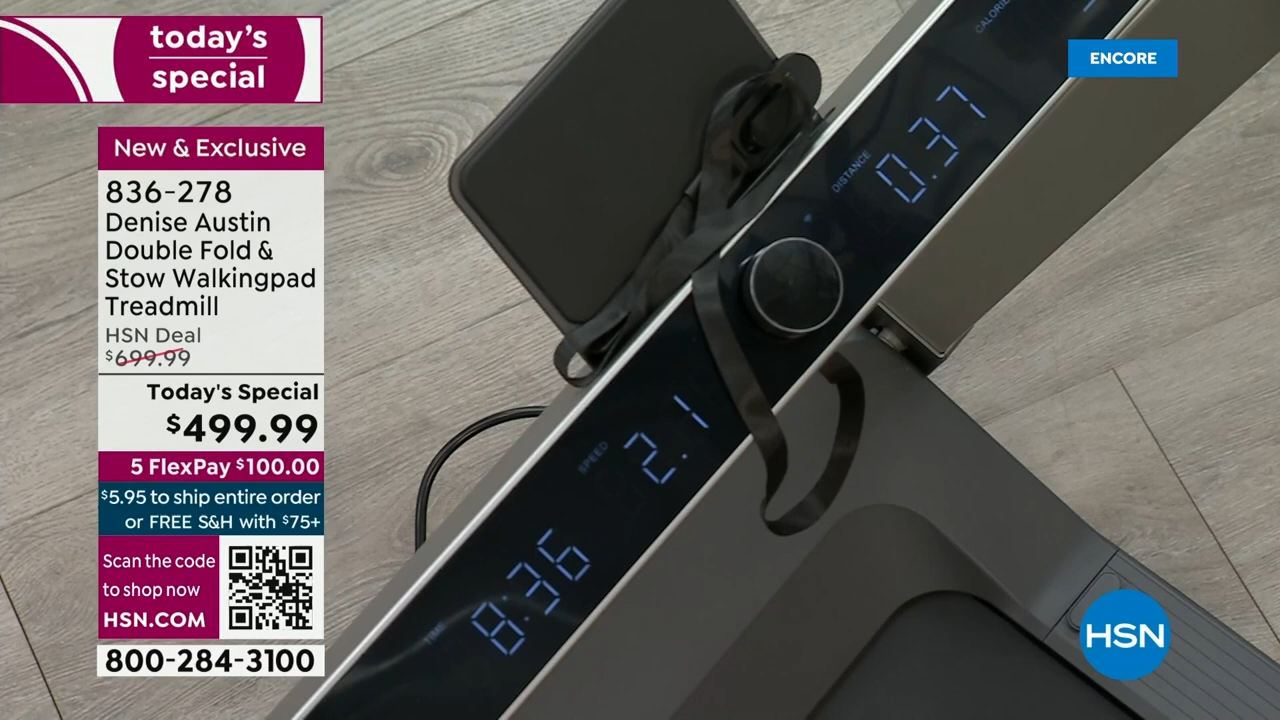 today's
special
ENCORE
New & Exclusive
836-278
Denise Austin
Double Fold &
Stow Walkingpad
Treadmill
HSN Deal
$699.99
Today's Special
$499.99
5 FlexPay $100.00
$5.95 to ship entire order
or FREE S&H with $75+
Scan the code
to shop now
HSN.COM
800-284-3100
TIME
8:36
SPEED
2.1
DISTANCE
0.37
HSN